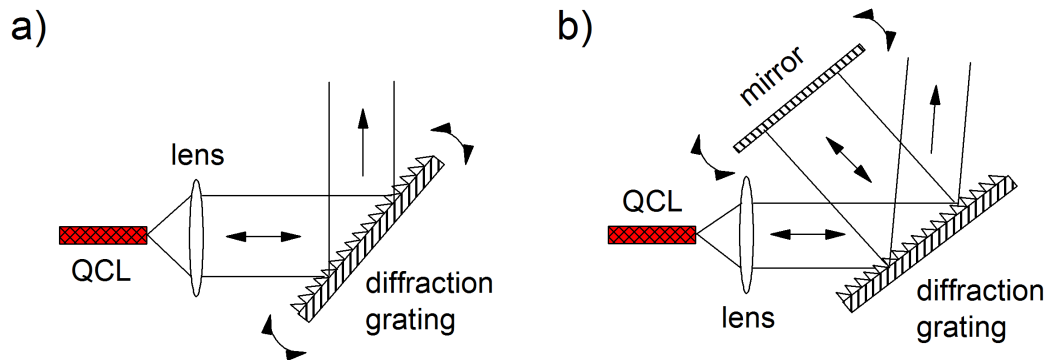 a)
lens
QCL
diffraction
grating
b)
mirror
QCL
lens
diffraction
grating